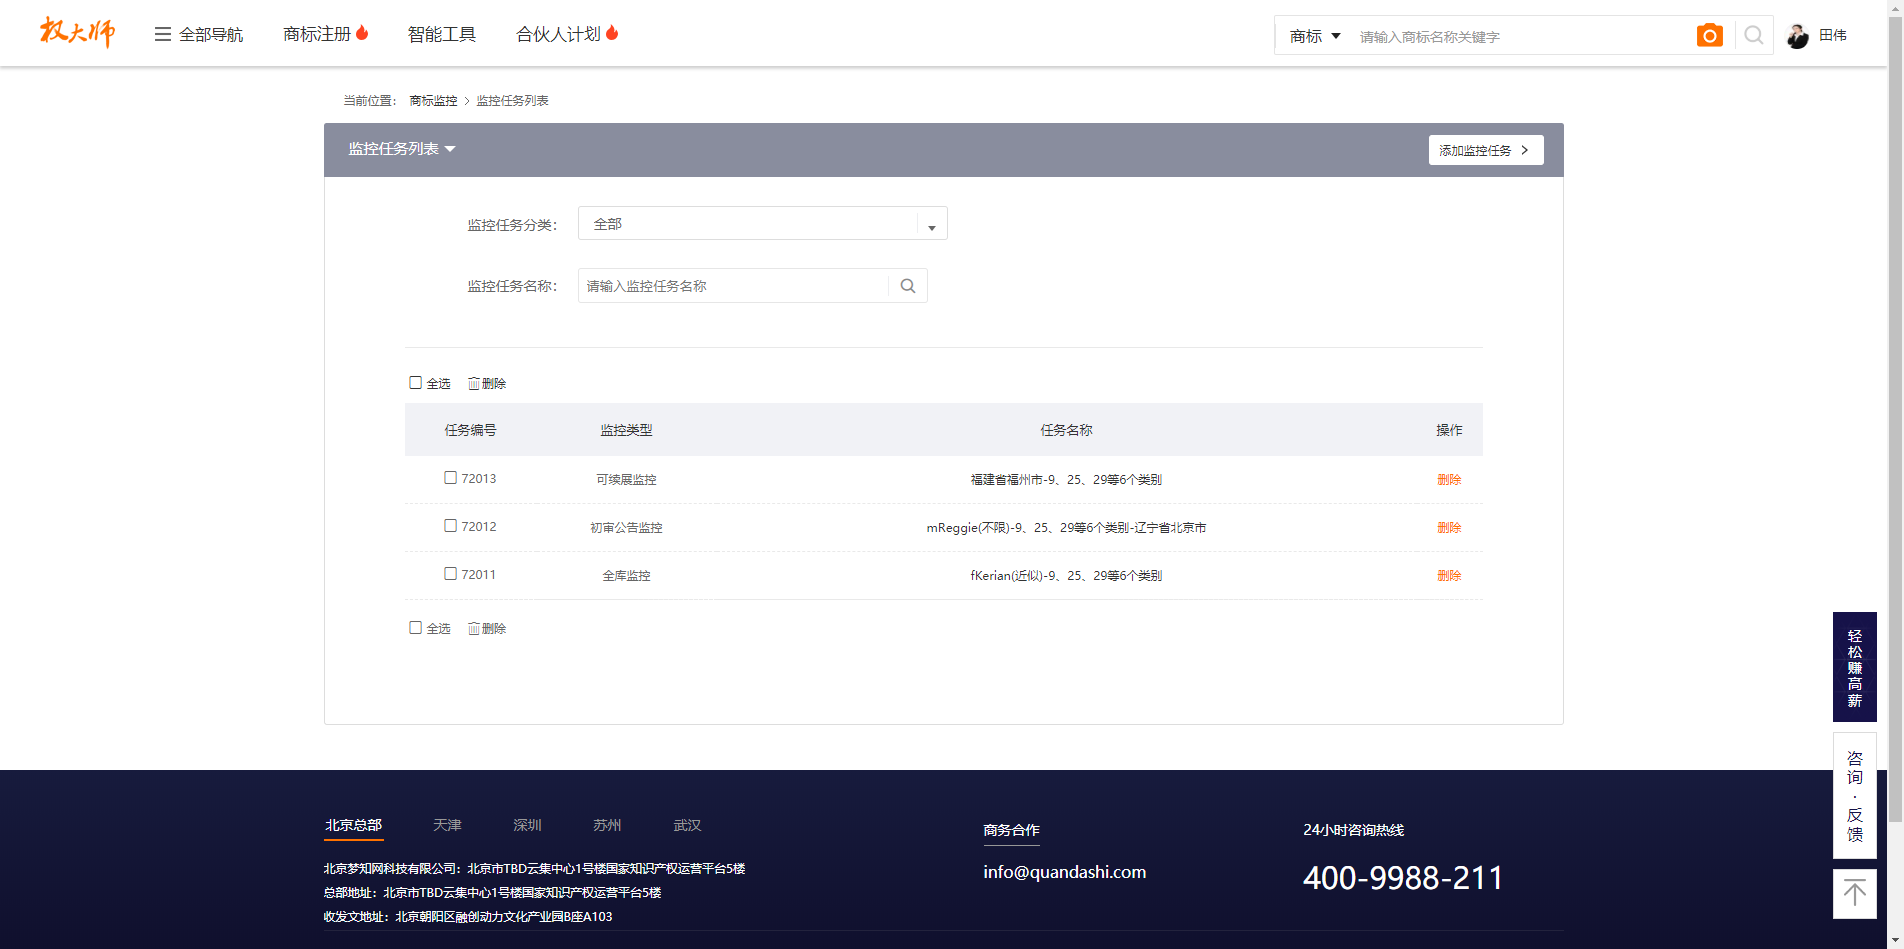 权大师
全部导航 商标注册 智能工具 合伙人计划 商标 请输入商标名称关键字 田伟
当前位置： 商标监控 > 监控任务列表
监控任务列表 添加监控任务 >
监控任务分类： 全部
监控任务名称： 请输入监控任务名称
全选 删除
任务编号 监控类型 任务名称 操作
72013 可续展监控 福建省福州市-9、25、29等6个类别 删除
72012 初审公告监控 mReggie(不限)-9、25、29等6个类别-辽宁省北京市 删除
72011 全库监控 fKerian(近似)-9、25、29等6个类别 删除
全选 删除
轻松赚高薪
咨询·反馈
北京总部 天津 深圳 苏州 武汉
北京梦知网科技有限公司：北京市TBD云集中心1号楼国家知识产权运营平台5楼
总部地址：北京市TBD云集中心1号楼国家知识产权运营平台5楼
收发文地址：北京朝阳区融创动力文化产业园B座A103
商务合作
info@quandashi.com
24小时咨询热线
400-9988-211